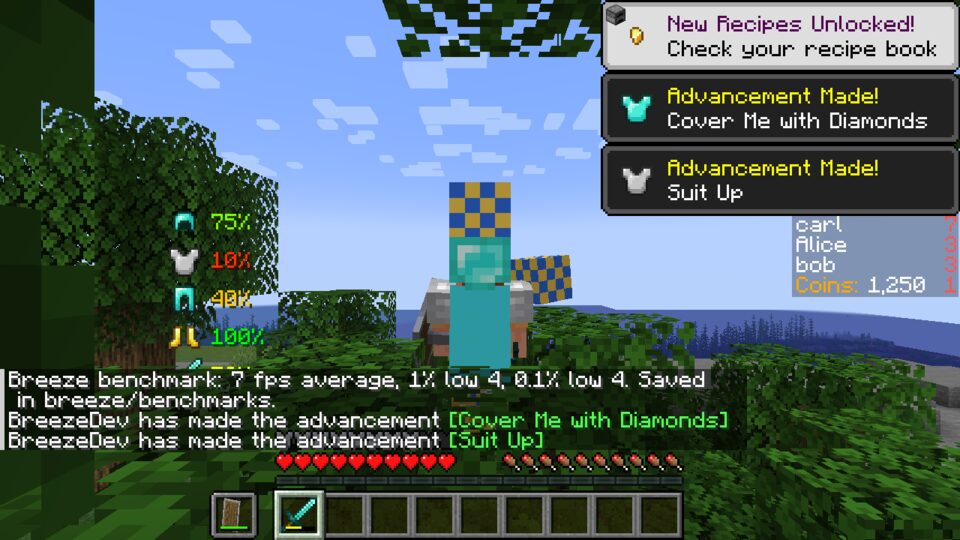 New Recipes Unlocked!
Check your recipe book
Advancement Made!
Cover Me with Diamonds
Advancement Made!
Suit Up
carl 7
Alice 3
bob 3
Coins: 1,250 1
75%
10%
40%
100%
Breeze benchmark: 7 fps average, 1% low 4, 0.1% low 4. Saved
in breeze/benchmarks.
BreezeDev has made the advancement [Cover Me with Diamonds]
BreezeDev has made the advancement [Suit Up]